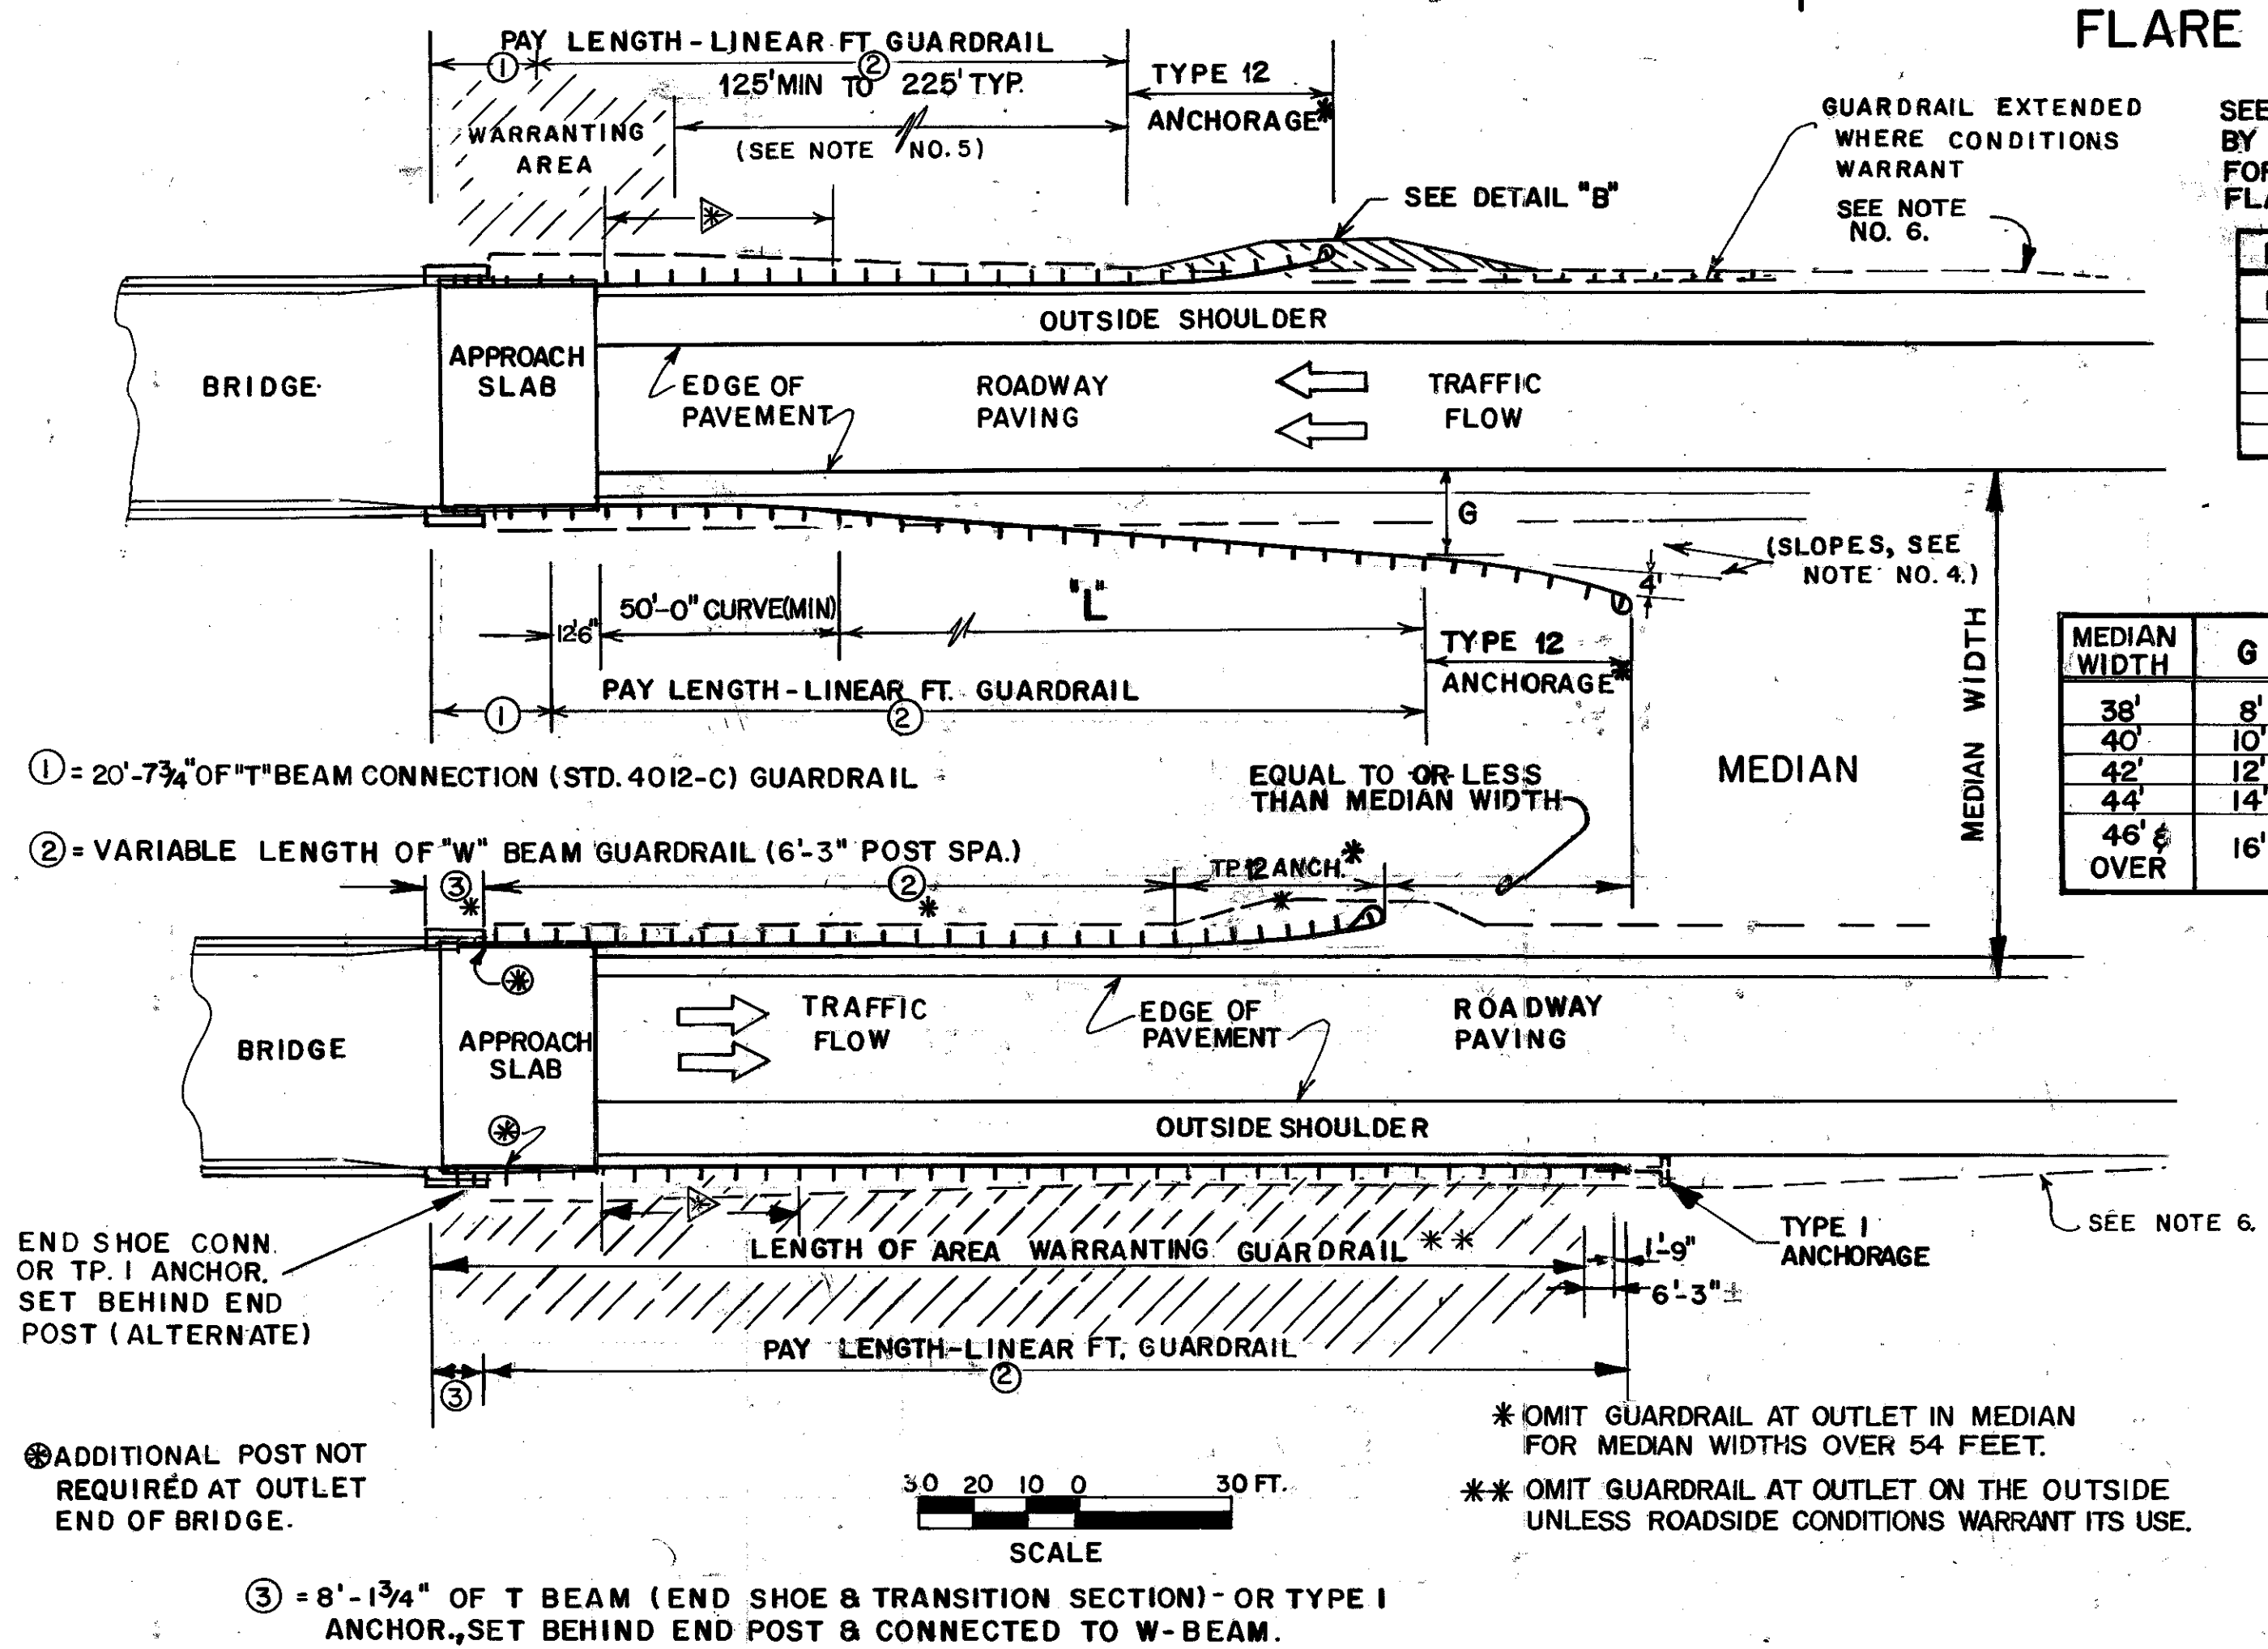 FLARE
PAY LENGTH-LINEAR FT. GUARDRAIL
① ②
125' MIN TO 225' TYP.
TYPE 12
ANCHORAGE*
WARRANTING
AREA
(SEE NOTE NO. 5)
GUARDRAIL EXTENDED
WHERE CONDITIONS
WARRANT
SEE NOTE
NO. 6.
SEE
BY
SEE DETAIL "B"
OUTSIDE SHOULDER
BRIDGE
APPROACH
SLAB
EDGE OF
PAVEMENT
ROADWAY
PAVING
TRAFFIC
FLOW
G
(SLOPES, SEE
NOTE NO. 4.)
4'
12'6"
50'-0" CURVE(MIN)
"L"
TYPE 12
ANCHORAGE*
PAY LENGTH-LINEAR FT. GUARDRAIL
① ②
MEDIAN WIDTH
MEDIAN
MEDIAN WIDTH G
38' 8'
40' 10'
42' 12'
44' 14'
46' & OVER 16'
① = 20'-7¾" OF "T" BEAM CONNECTION (STD. 4012-C) GUARDRAIL
EQUAL TO OR LESS
THAN MEDIAN WIDTH
② = VARIABLE LENGTH OF "W" BEAM GUARDRAIL (6'-3" POST SPA.)
③* ②* TP 12 ANCH.*
*
BRIDGE
APPROACH
SLAB
TRAFFIC
FLOW
EDGE OF
PAVEMENT
ROADWAY
PAVING
OUTSIDE SHOULDER
END SHOE CONN.
OR TP. I ANCHOR.
SET BEHIND END
POST (ALTERNATE)
LENGTH OF AREA WARRANTING GUARDRAIL **
1'-9"
6'-3"±
TYPE I
ANCHORAGE
SEE NOTE 6.
PAY LENGTH-LINEAR FT. GUARDRAIL
③ ②
⊛ADDITIONAL POST NOT
REQUIRED AT OUTLET
END OF BRIDGE.
30 20 10 0 30 FT.
SCALE
* OMIT GUARDRAIL AT OUTLET IN MEDIAN
FOR MEDIAN WIDTHS OVER 54 FEET.
** OMIT GUARDRAIL AT OUTLET ON THE OUTSIDE
UNLESS ROADSIDE CONDITIONS WARRANT ITS USE.
③ = 8'-1¾" OF T BEAM (END SHOE & TRANSITION SECTION)- OR TYPE I
ANCHOR., SET BEHIND END POST & CONNECTED TO W-BEAM.